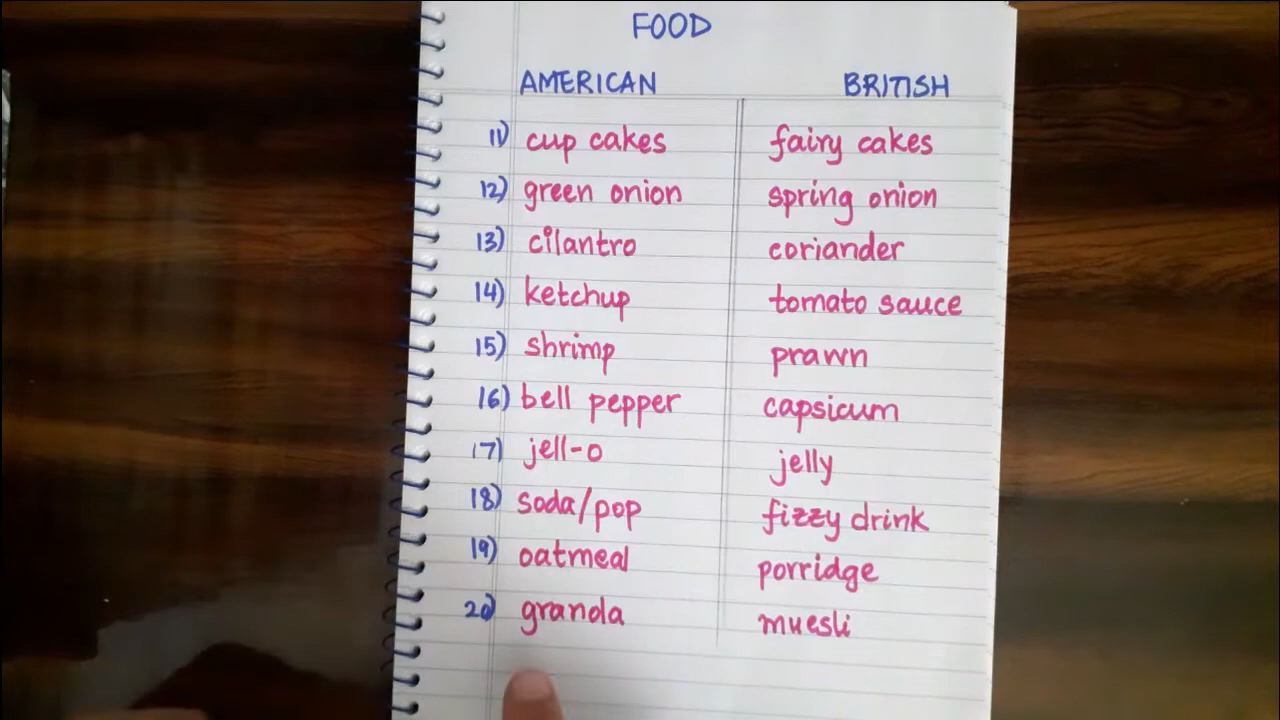 FOOD
AMERICAN BRITISH
11) cup cakes fairy cakes
12) green onion spring onion
13) cilantro coriander
14) ketchup tomato sauce
15) shrimp prawn
16) bell pepper capsicum
17) jell-o jelly
18) soda/pop fizzy drink
19) oatmeal porridge
20) granola muesli